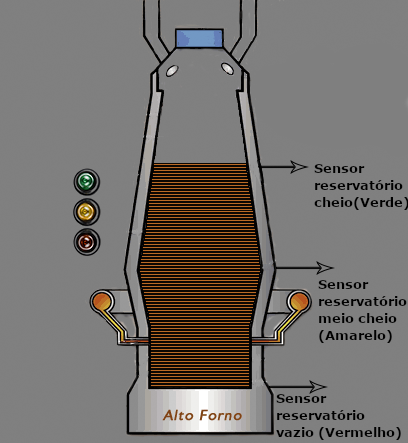 Sensor
reservatório
cheio(Verde)
Sensor
reservatório
meio cheio
(Amarelo)
Sensor
reservatório
vazio (Vermelho)
Alto Forno